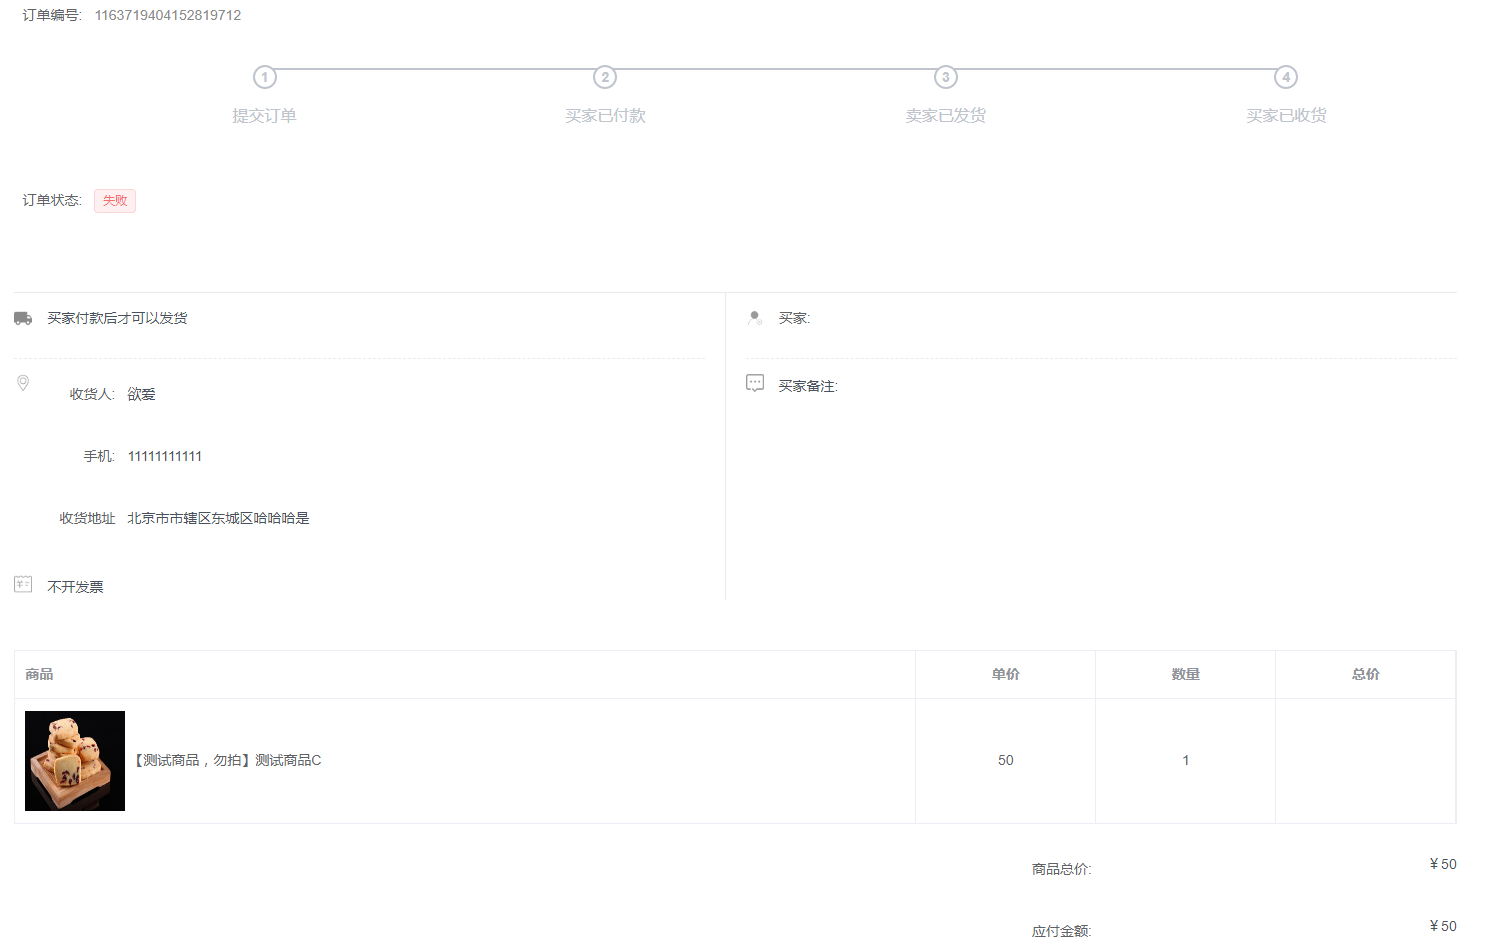 订单编号: 1163719404152819712
1 2 3 4
提交订单 买家已付款 卖家已发货 买家已收货
订单状态: 失败
买家付款后才可以发货
收货人: 欲爱
手机: 11111111111
收货地址 北京市市辖区东城区哈哈哈是
不开发票
买家:
买家备注:
商品 单价 数量 总价
【测试商品，勿拍】测试商品C 50 1
商品总价: ¥50
应付金额: ¥50